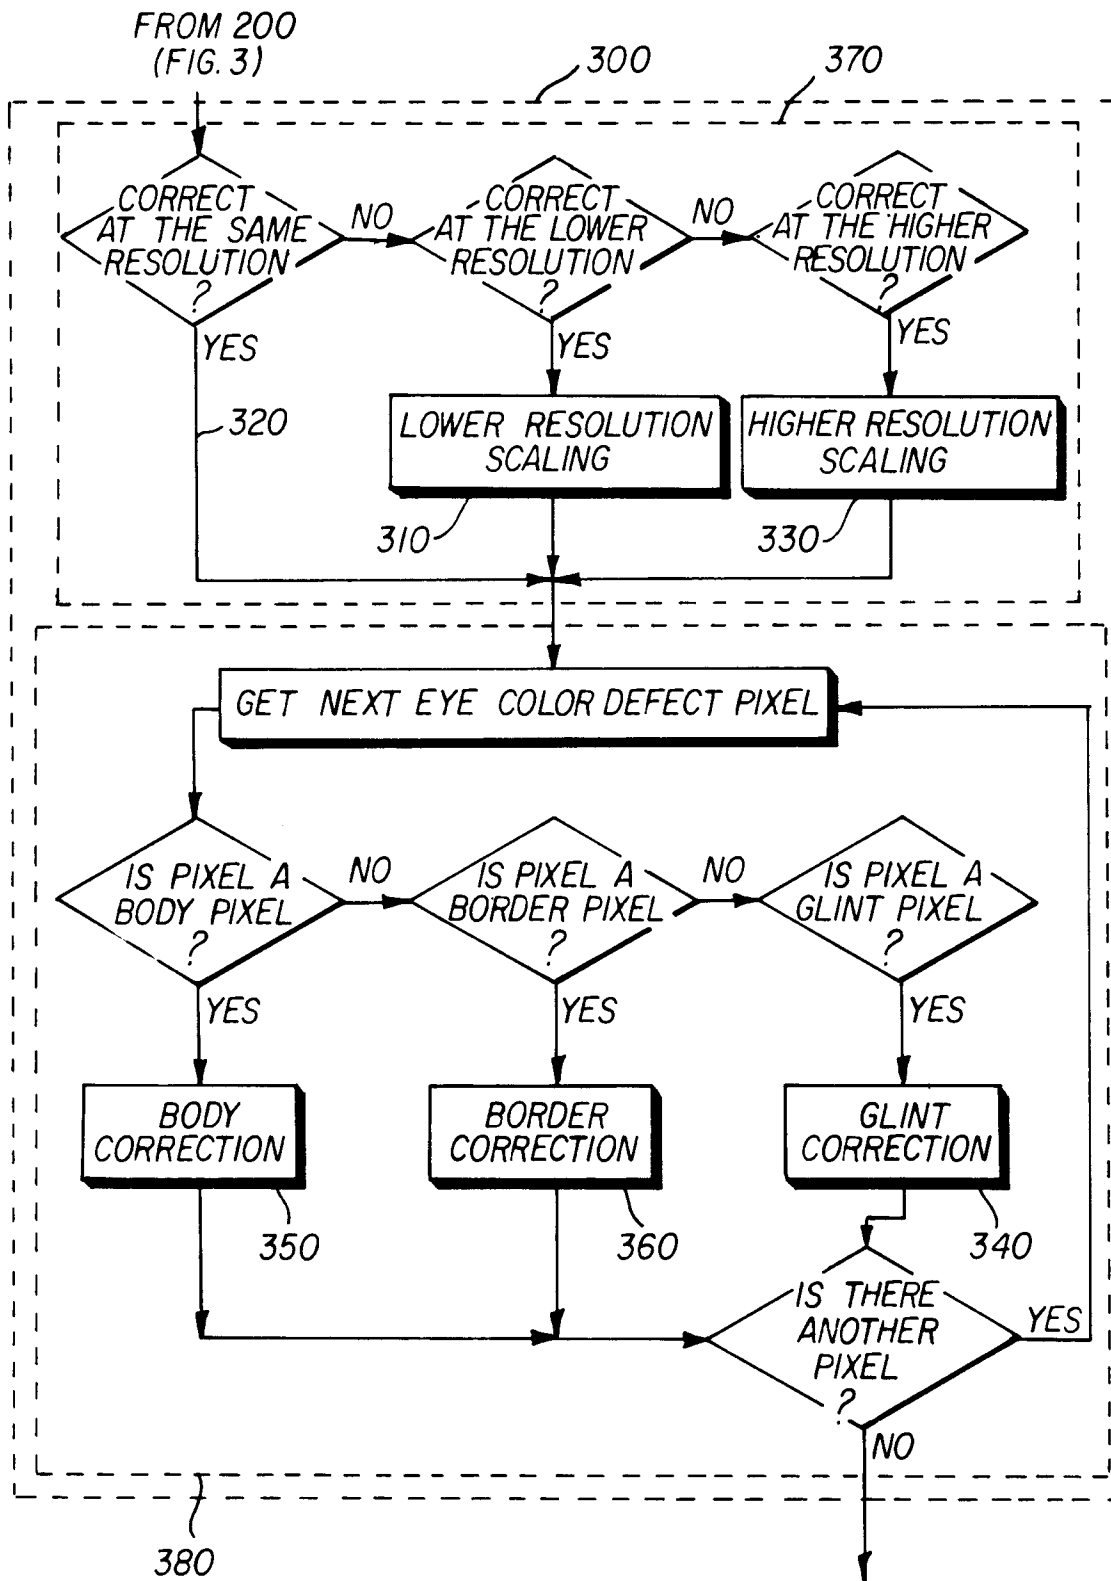 FROM 200
(FIG. 3)
300
370
CORRECT
AT THE SAME
RESOLUTION
?
NO
CORRECT
AT THE LOWER
RESOLUTION
?
NO
CORRECT
AT THE HIGHER
RESOLUTION
?
YES
YES
YES
320
LOWER RESOLUTION
SCALING
HIGHER RESOLUTION
SCALING
310
330
GET NEXT EYE COLOR DEFECT PIXEL
IS PIXEL A
BODY PIXEL
?
NO
IS PIXEL A
BORDER PIXEL
?
NO
IS PIXEL A
GLINT PIXEL
?
YES
YES
YES
BODY
CORRECTION
BORDER
CORRECTION
GLINT
CORRECTION
350
360
340
IS THERE
ANOTHER
PIXEL
?
YES
NO
380